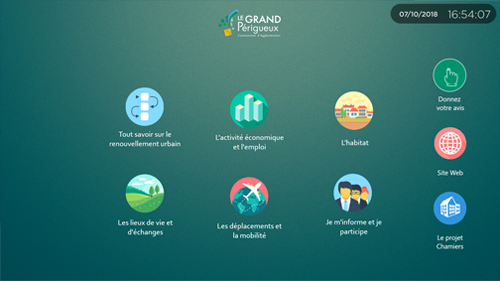 LE GRAND
Périgueux
Communauté d'agglomération
07/10/2018 16:54:07
Donnez
votre avis
Tout savoir sur le
renouvellement urbain
L'activité économique
et l'emploi
L'habitat
Site Web
Les lieux de vie et
d'échanges
Les déplacements et
la mobilité
Je m'informe et je
participe
Le projet
Chamiers